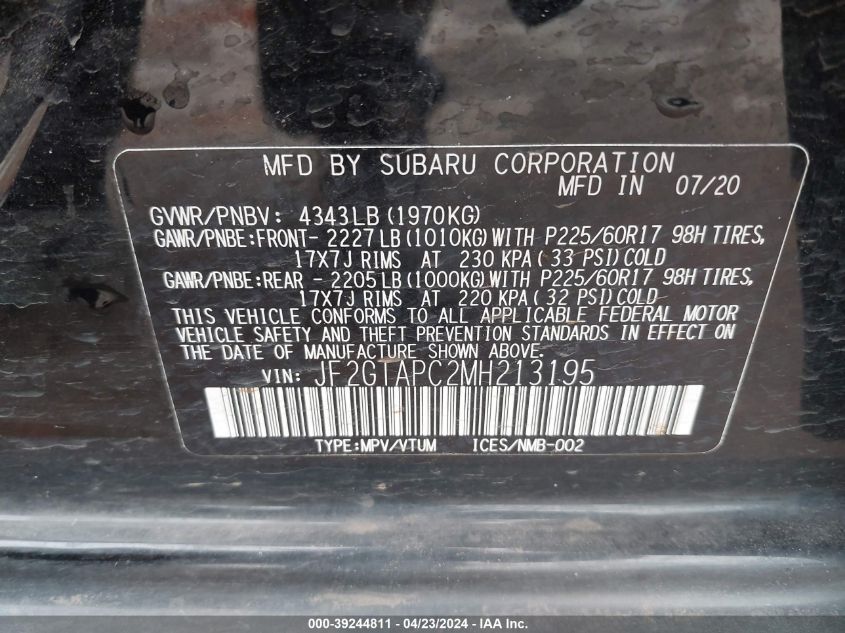 MFD BY SUBARU CORPORATION
MFD IN 07/20
GVWR/PNBV: 4343LB(1970KG)
GAWR/PNBE:FRONT- 2227LB(1010KG)WITH P225/60R17 98H TIRES,
17X7J RIMS AT 230 KPA(33 PSI)COLD
GAWR/PNBE:REAR - 2205LB(1000KG)WITH P225/60R17 98H TIRES,
17X7J RIMS AT 220 KPA(32 PSI)COLD
THIS VEHICLE CONFORMS TO ALL APPLICABLE FEDERAL MOTOR
VEHICLE SAFETY AND THEFT PREVENTION STANDARDS IN EFFECT ON
THE DATE OF MANUFACTURE SHOWN ABOVE.
VIN: JF2GTAPC2MH213195
TYPE:MPV/VTUM ICES/NMB-002
000-39244811 - 04/23/2024 - IAA Inc.